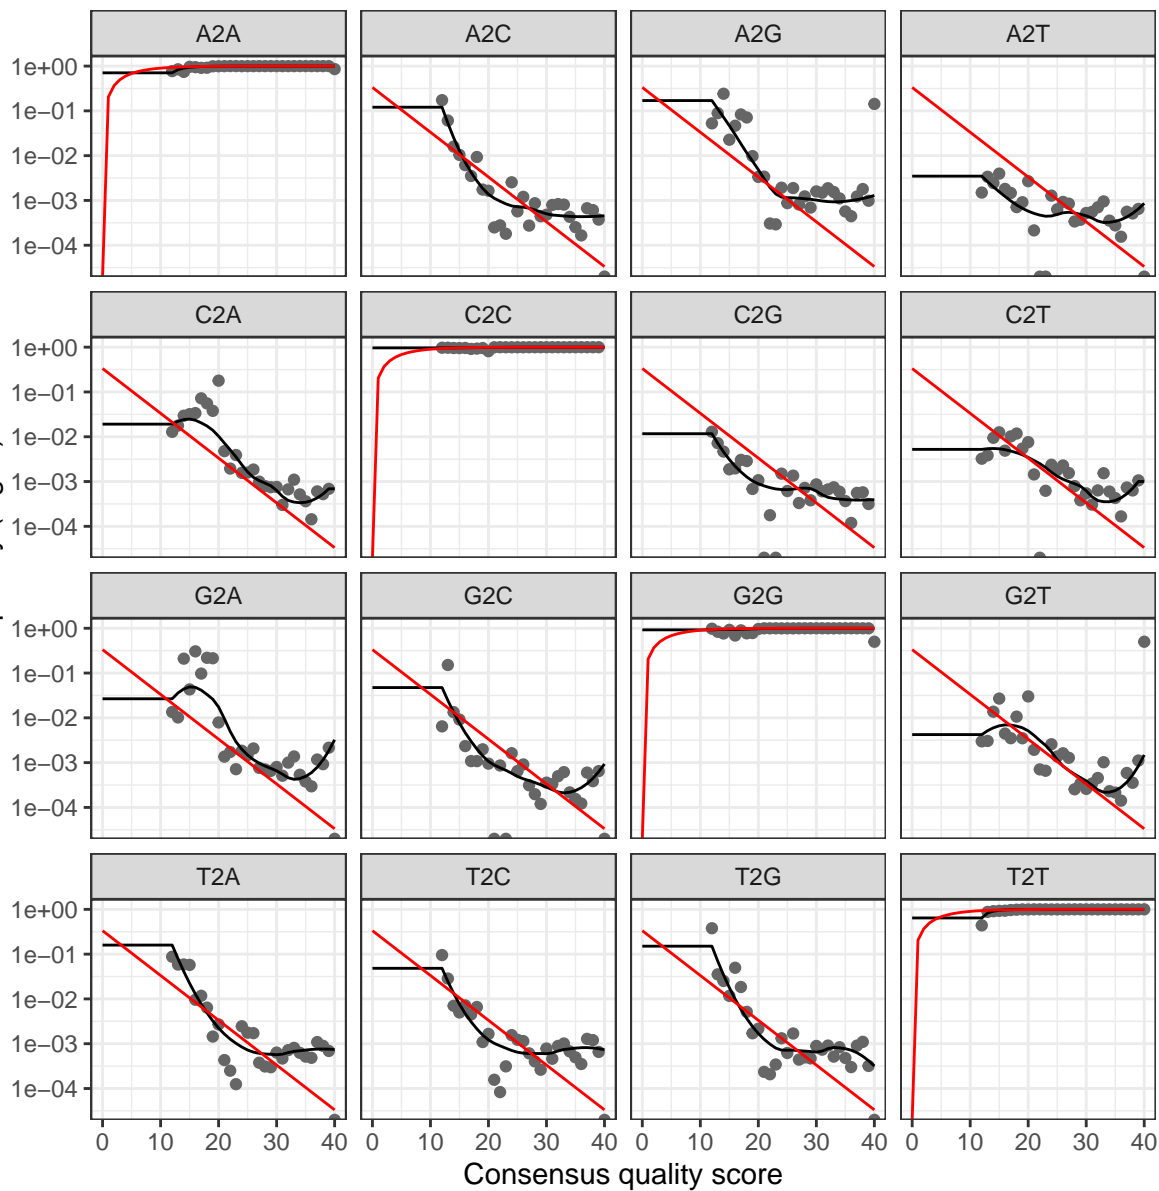 A2A A2C A2G A2T
1e+00
1e−01
1e−02
1e−03
1e−04
C2A C2C C2G C2T
1e+00
1e−01
1e−02
1e−03
1e−04
G2A G2C G2G G2T
1e+00
1e−01
1e−02
1e−03
1e−04
T2A T2C T2G T2T
1e+00
1e−01
1e−02
1e−03
1e−04
0 10 20 30 40 0 10 20 30 40 0 10 20 30 40 0 10 20 30 40
Consensus quality score